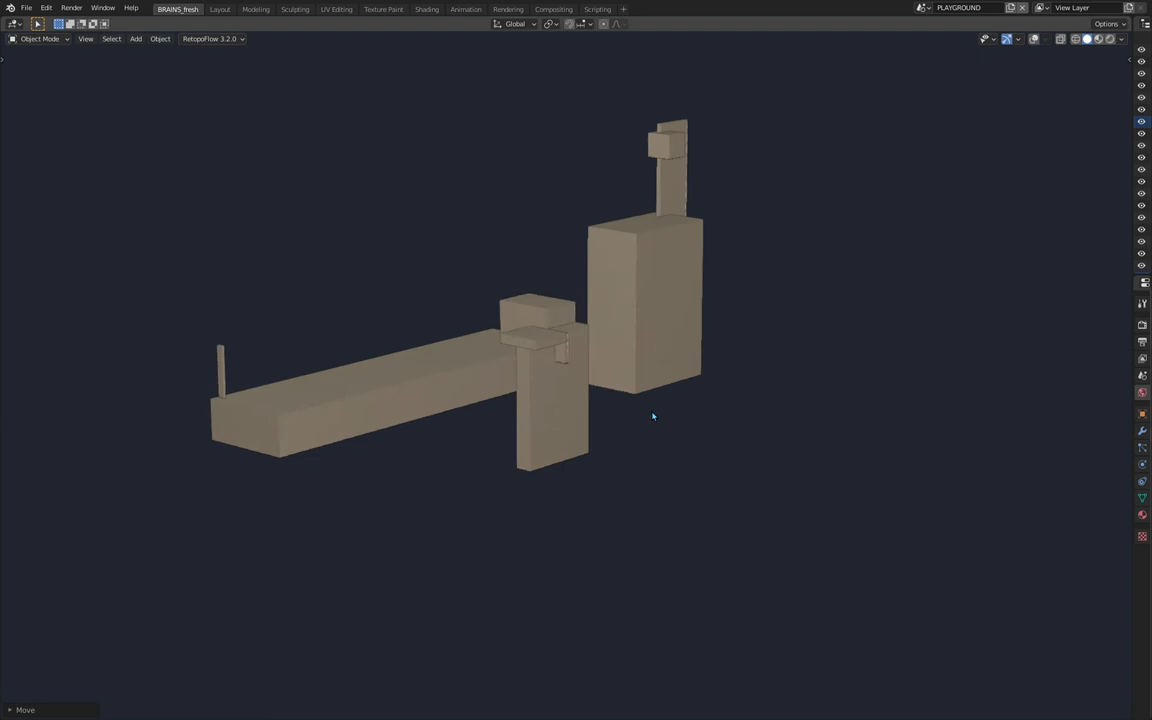 File Edit Render Window Help BRAINS_fresh Layout Modeling Sculpting UV Editing Texture Paint Shading Animation Rendering Compositing Scripting PLAYGROUND View Layer
Global Options
Object Mode View Select Add Object RetopoFlow 3.2.0
Move